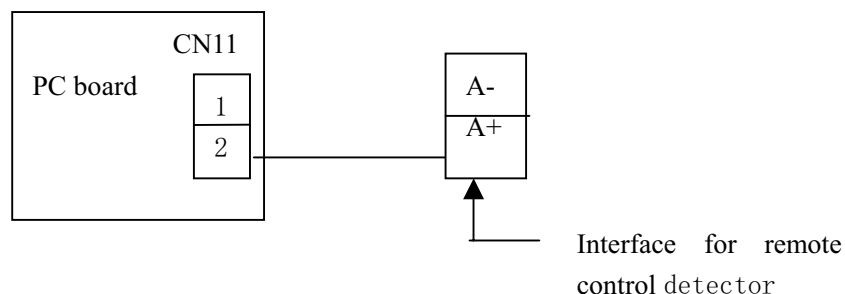 CN11
PC board
1
2
A-
A+
Interface for remote
control detector